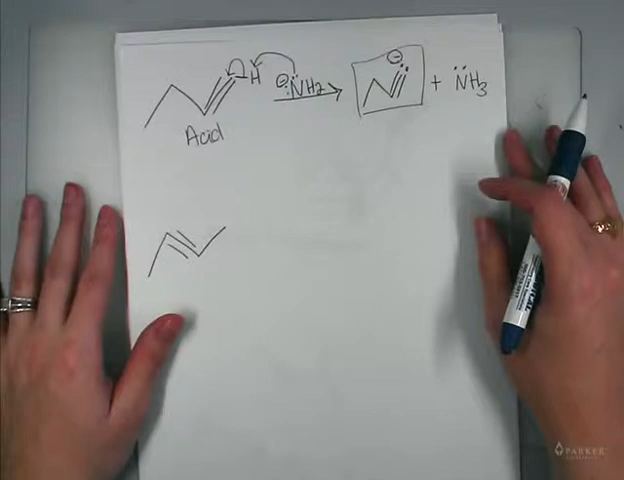 H :NH₂ → + NH₃
Acid
PARKER